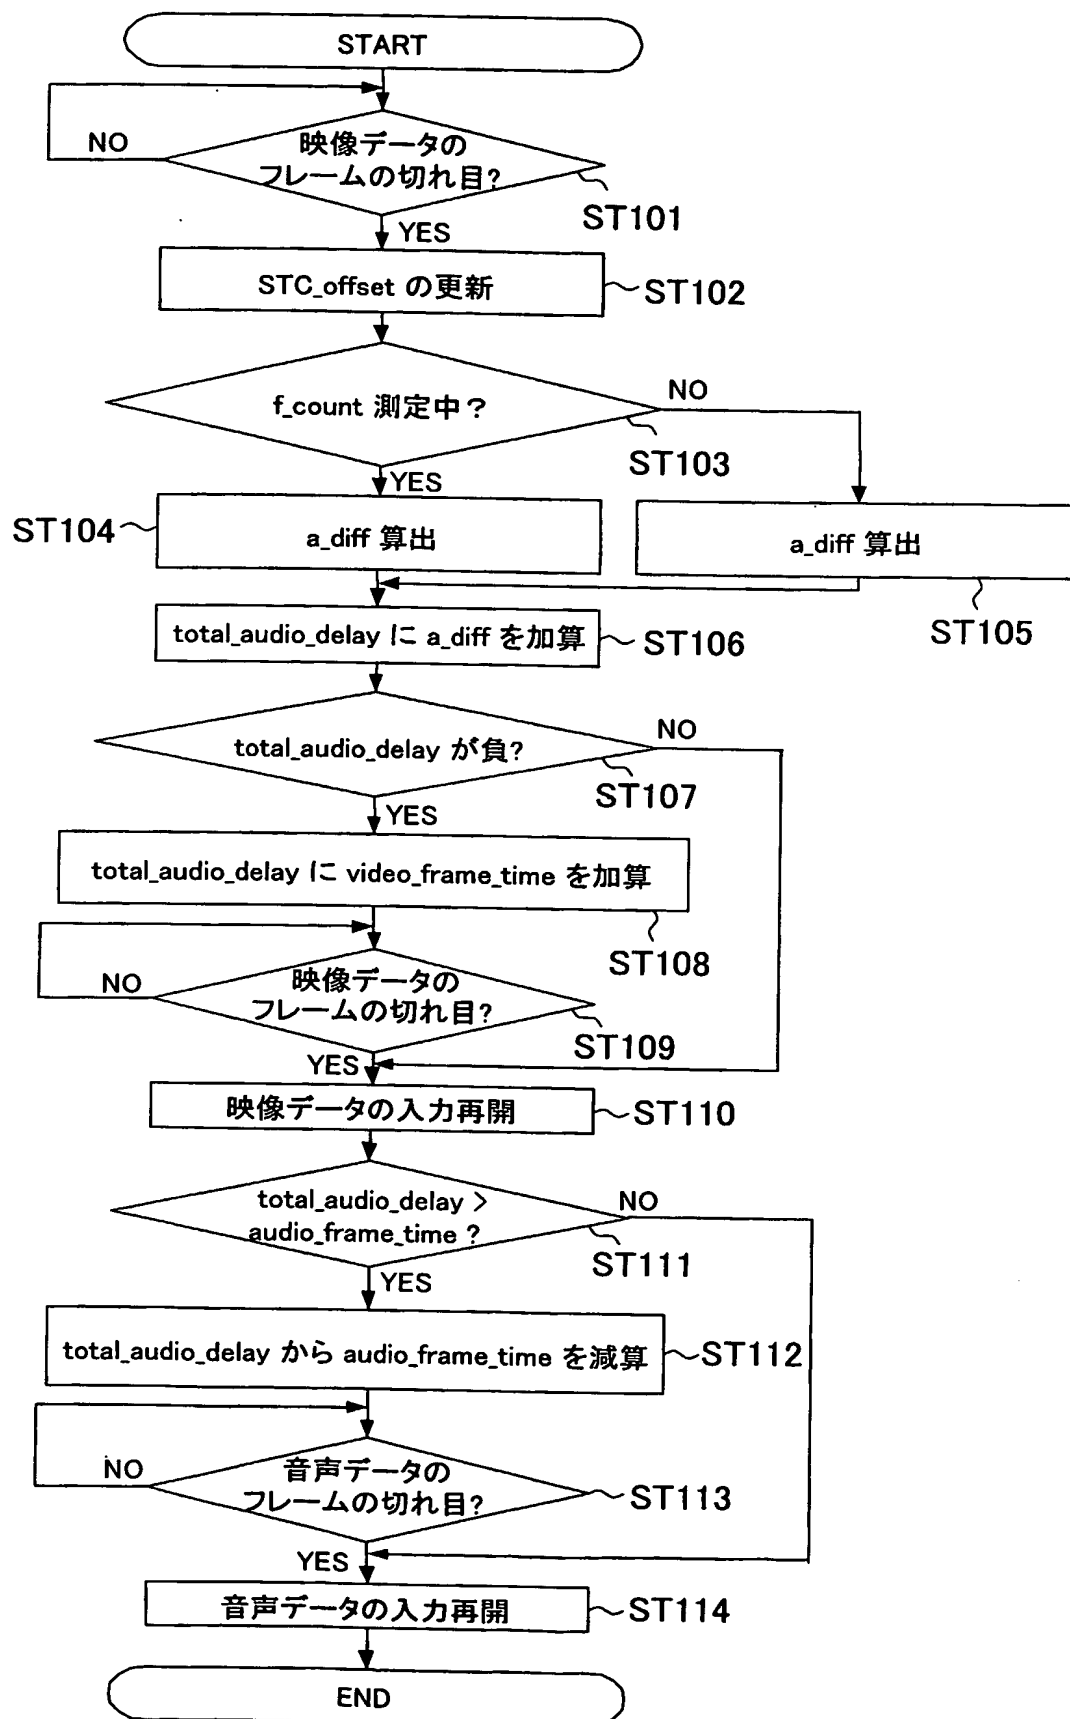 START
映像データの
フレームの切れ目?
NO
ST101
YES
STC_offset の更新
ST102
f_count 測定中？
NO
ST103
YES
ST104
a_diff 算出
a_diff 算出
ST105
total_audio_delay に a_diff を加算
ST106
total_audio_delay が負?
NO
ST107
YES
total_audio_delay に video_frame_time を加算
ST108
映像データの
フレームの切れ目?
NO
ST109
YES
映像データの入力再開
ST110
total_audio_delay >
audio_frame_time ?
NO
ST111
YES
total_audio_delay から audio_frame_time を減算
ST112
音声データの
フレームの切れ目?
NO
ST113
YES
音声データの入力再開
ST114
END